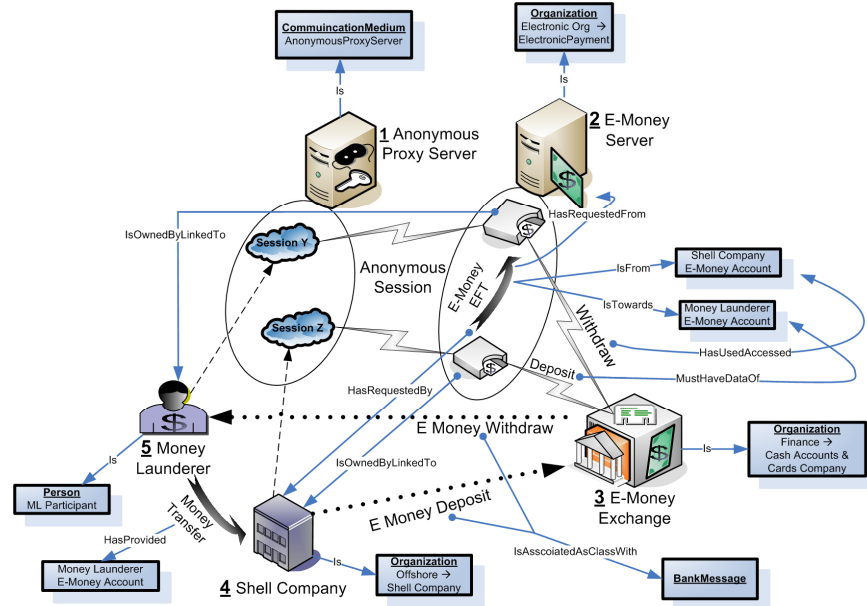 CommuincationMedium
AnonymousProxyServer
Organization
Electronic Org →
ElectronicPayment
Is
Is
1 Anonymous
Proxy Server
2 E-Money
Server
HasRequestedFrom
IsOwnedByLinkedTo
Session Y
$
Anonymous
Session
E-Money
EFT
IsFrom
Shell Company
E-Money Account
IsTowards
Money Launderer
E-Money Account
Session Z
Withdraw
HasUsedAccessed
$
Deposit
MustHaveDataOf
HasRequestedBy
$
E Money Withdraw
$
5 Money
Launderer
Is
Organization
Finance →
Cash Accounts &
Cards Company
IsOwnedByLinkedTo
Is
Person
ML Participant
3 E-Money
Exchange
E Money Deposit
Money
Transfer
HasProvided
IsAsscoiatedAsClassWith
Money Launderer
E-Money Account
4 Shell Company
Is
Organization
Offshore →
Shell Company
BankMessage